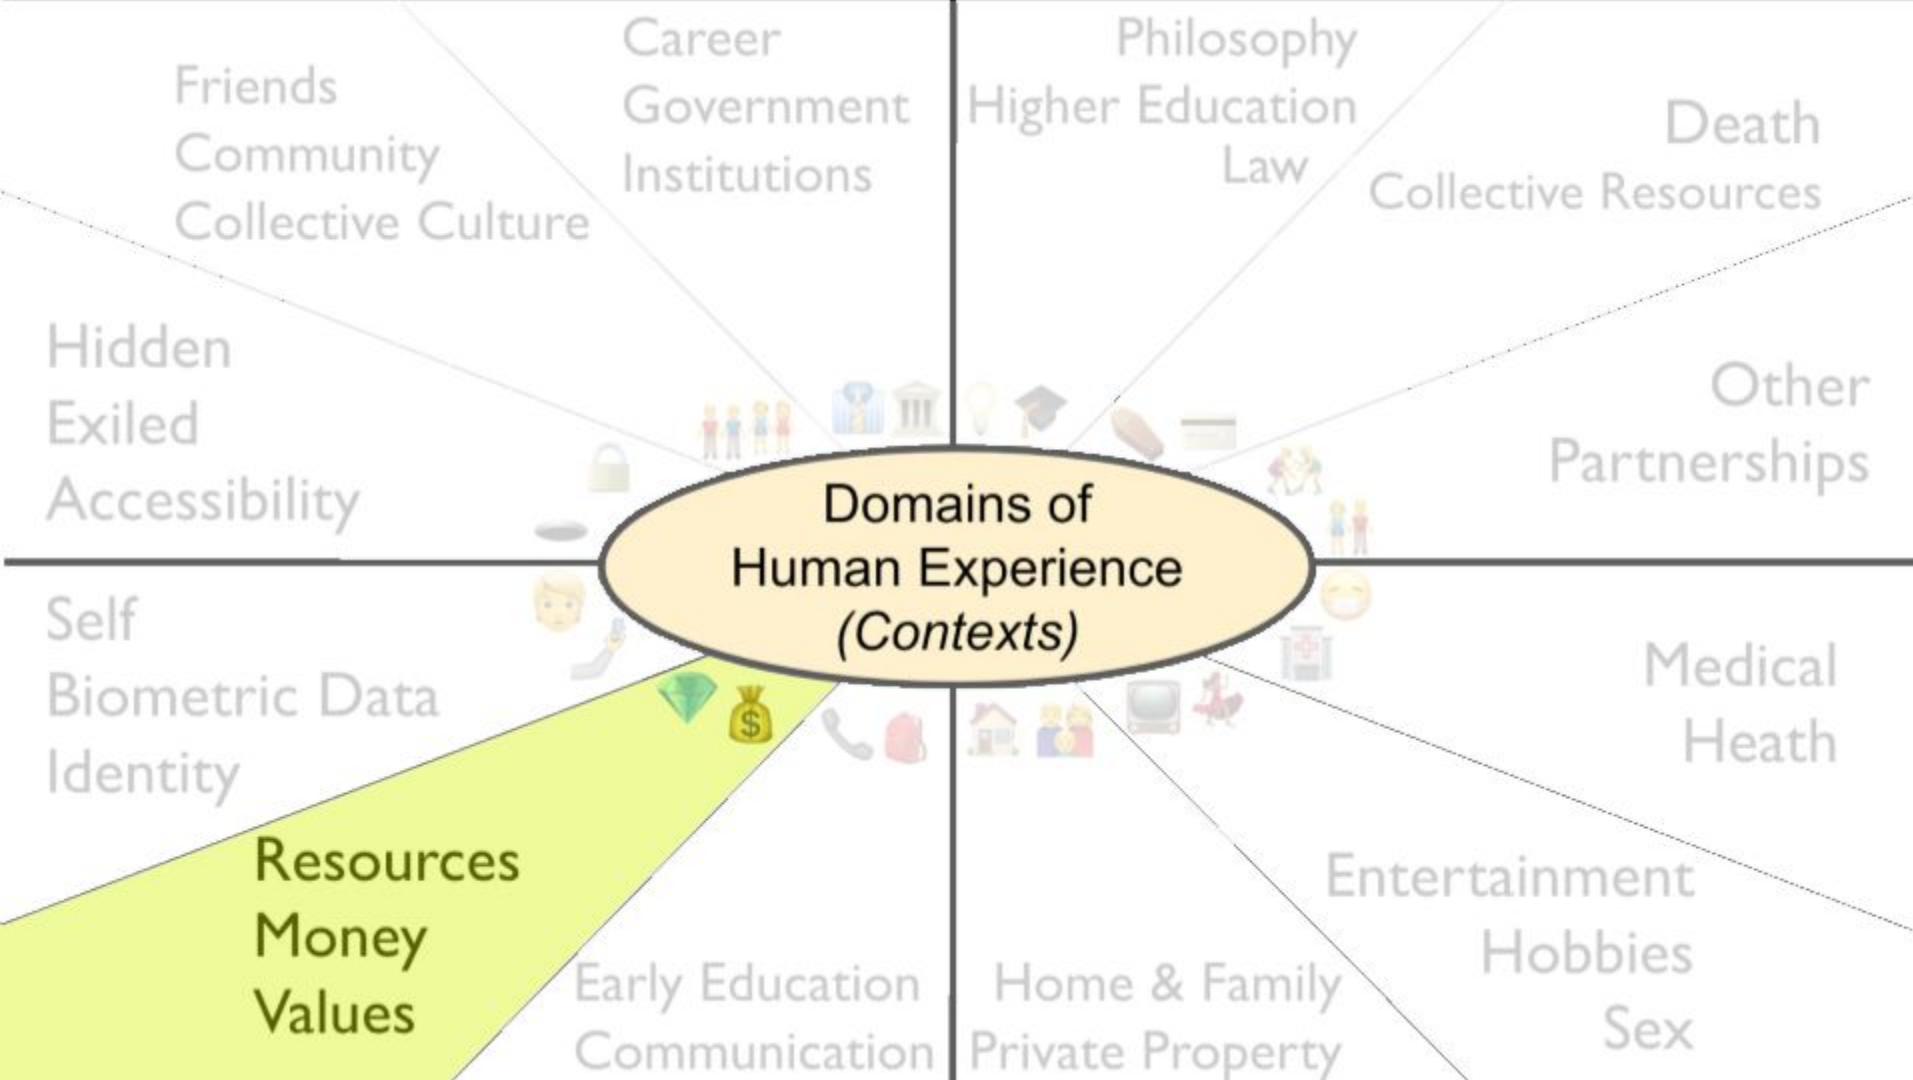 Career
Government
Institutions
Philosophy
Higher Education
Law
Friends
Community
Collective Culture
Death
Collective Resources
Hidden
Exiled
Accessibility
Other
Partnerships
Domains of
Human Experience
(Contexts)
Self
Biometric Data
Identity
Medical
Heath
Resources
Money
Values
$
Early Education
Communication
Home & Family
Private Property
Entertainment
Hobbies
Sex